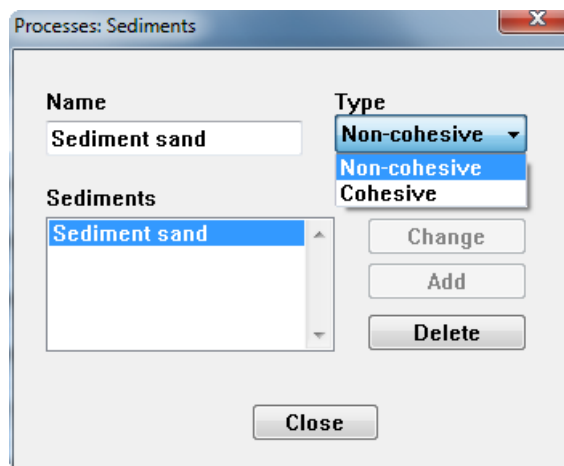 Processes: Sediments
Name
Type
Sediment sand
Non-cohesive
Non-cohesive
Cohesive
Sediments
Sediment sand
Change
Add
Delete
Close